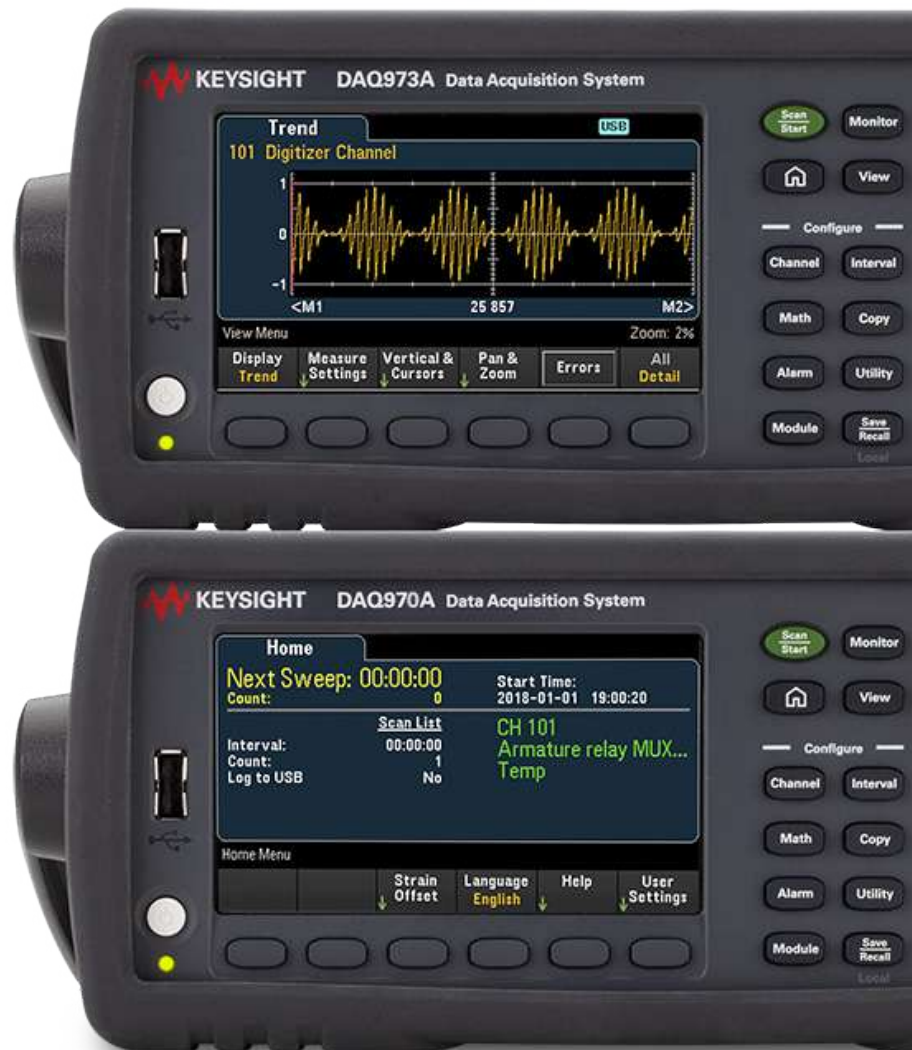 KEYSIGHT DAQ973A Data Acquisition System
Trend USB
101 Digitizer Channel
1
0
-1
<M1 25 857 M2>
View Menu Zoom: 2%
Display Measure Vertical & Pan & Errors All
Trend Settings Cursors Zoom Detail
Scan Start Monitor
View
Configure
Channel Interval
Math Copy
Alarm Utility
Module Save Recall
Local
KEYSIGHT DAQ970A Data Acquisition System
Home
Next Sweep: 00:00:00 Start Time:
Count: 0 2018-01-01 19:00:20
Scan List CH 101
Interval: 00:00:00 Armature relay MUX...
Count: 1 Temp
Log to USB No
Home Menu
Strain Language Help User
Offset English Settings
Scan Start Monitor
View
Configure
Channel Interval
Math Copy
Alarm Utility
Module Save Recall
Local